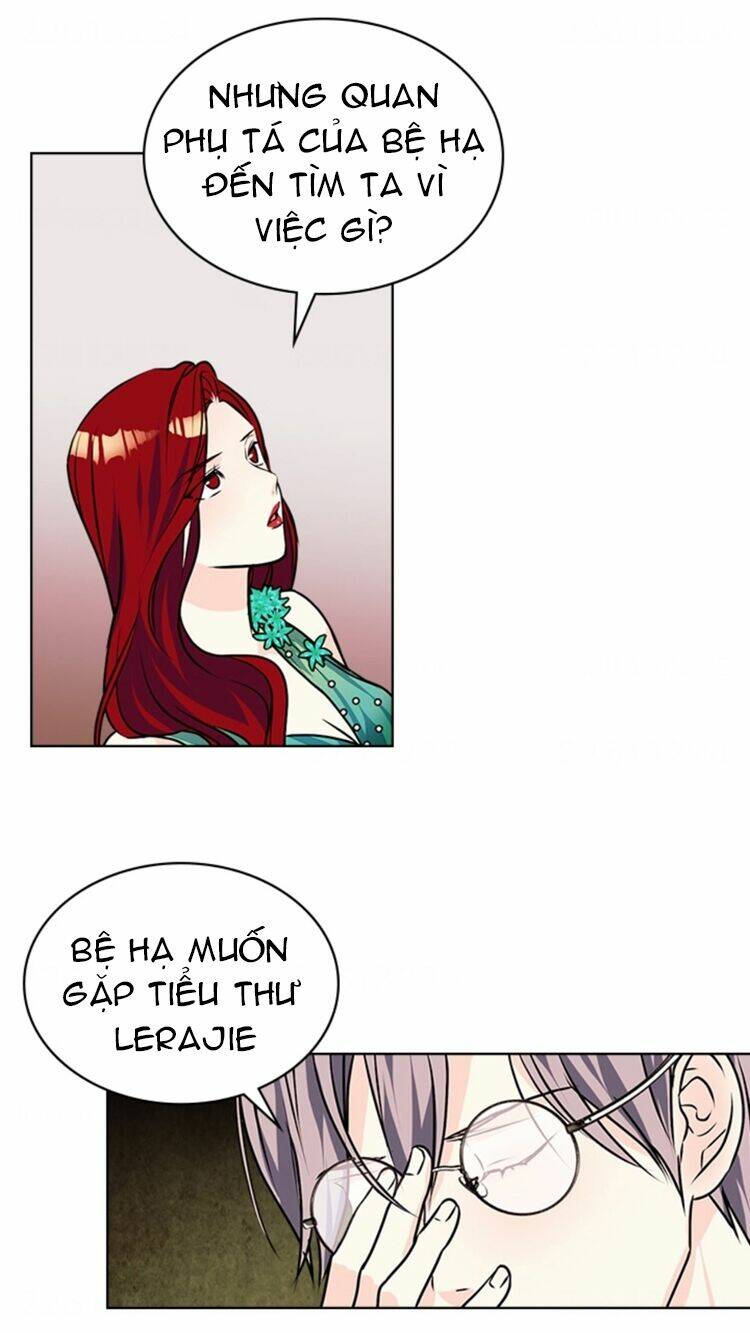 NHƯNG QUAN
PHỤ TÁ CỦA BỆ HẠ
ĐẾN TÌM TA VÌ
VIỆC GÌ?
BỆ HẠ MUỐN
GẶP TIỂU THƯ
LERAJIE